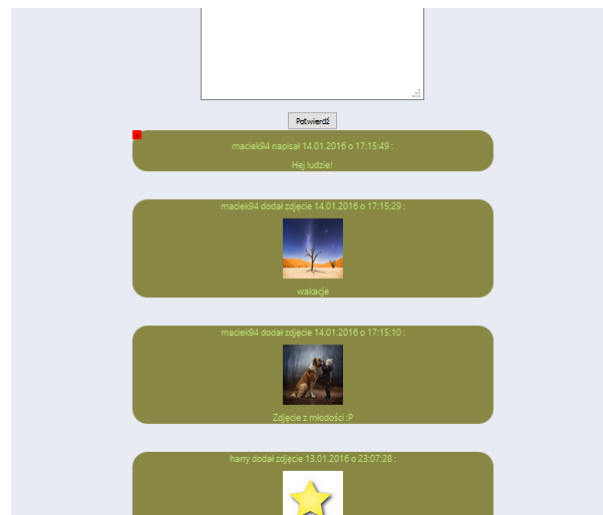 Potwierdź
maciek94 napisał 14.01.2016 o 17:15:49 :
Hej ludzie!
maciek94 dodał zdjęcie 14.01.2016 o 17:15:29 :
wakacje
maciek94 dodał zdjęcie 14.01.2016 o 17:15:10 :
Zdjęcie z młodości :P
harry dodał zdjęcie 13.01.2016 o 23:07:28 :